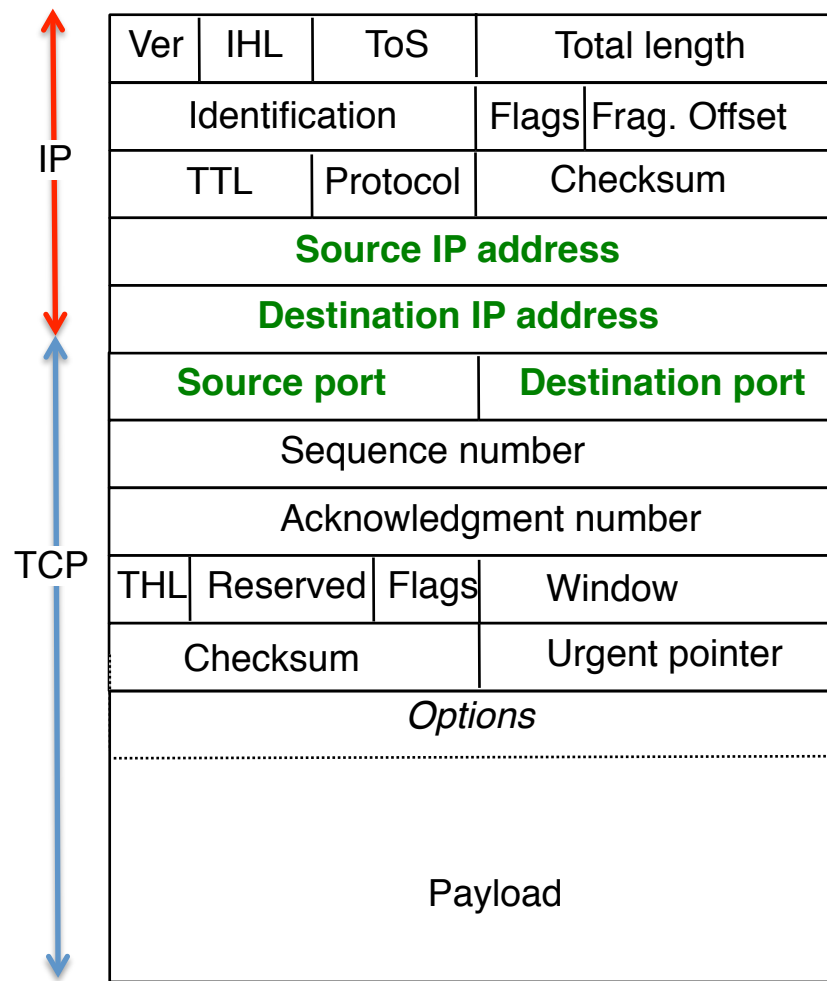 Ver IHL ToS Total length
Identification Flags Frag. Offset
IP
TTL Protocol Checksum
Source IP address
Destination IP address
Source port Destination port
Sequence number
Acknowledgment number
TCP
THL Reserved Flags Window
Checksum Urgent pointer
Options
Payload